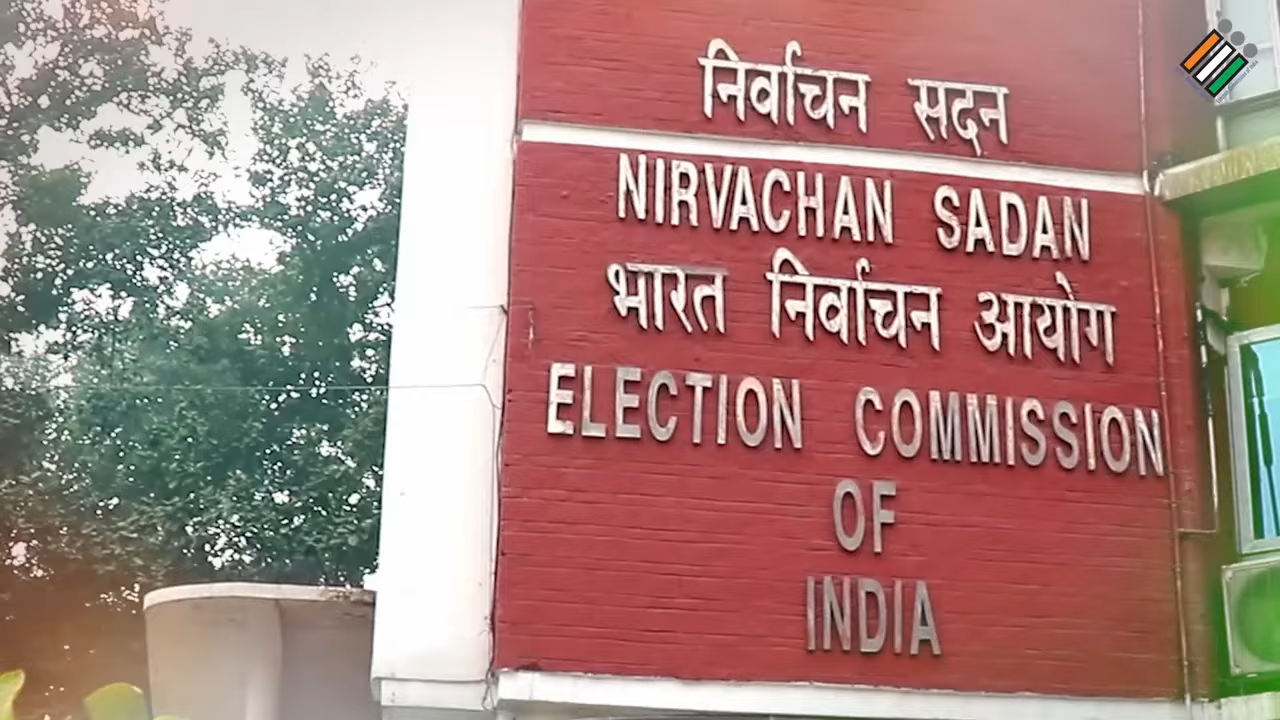 निर्वाचन सदन
NIRVACHAN SADAN
भारत निर्वाचन आयोग
ELECTION COMMISSION
OF
INDIA